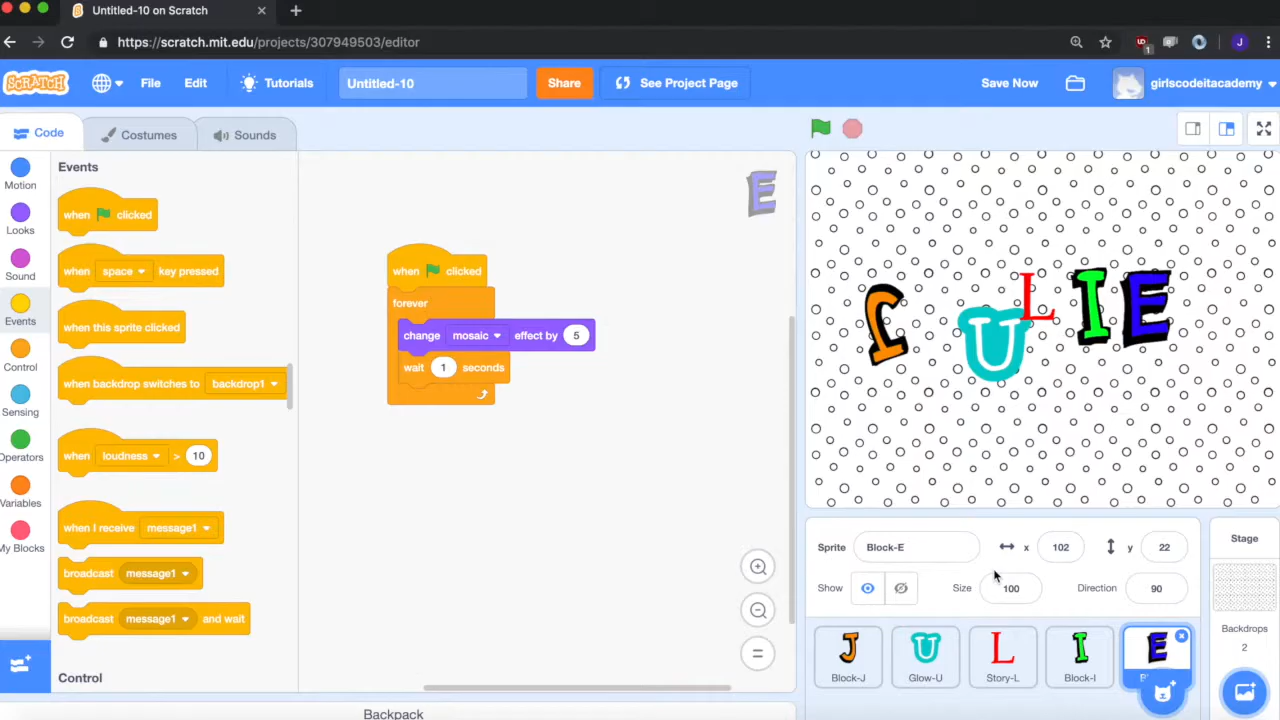 Untitled-10 on Scratch
https://scratch.mit.edu/projects/307949503/editor
1
J
SCRATCH
File
Edit
Tutorials
Untitled-10
Share
See Project Page
Save Now
girlscodeitacademy
Code
Costumes
Sounds
Motion
Looks
Sound
Events
Control
Sensing
Operators
Variables
My Blocks
Events
when clicked
when space key pressed
when this sprite clicked
when backdrop switches to backdrop1
when loudness > 10
when I receive message1
broadcast message1
broadcast message1 and wait
Control
E
when clicked
forever
change mosaic effect by 5
wait 1 seconds
Backpack
J U L I E
Sprite Block-E x 102 y 22
Show Size 100 Direction 90
J U L I E
Block-J Glow-U Story-L Block-I
Stage
Backdrops
2